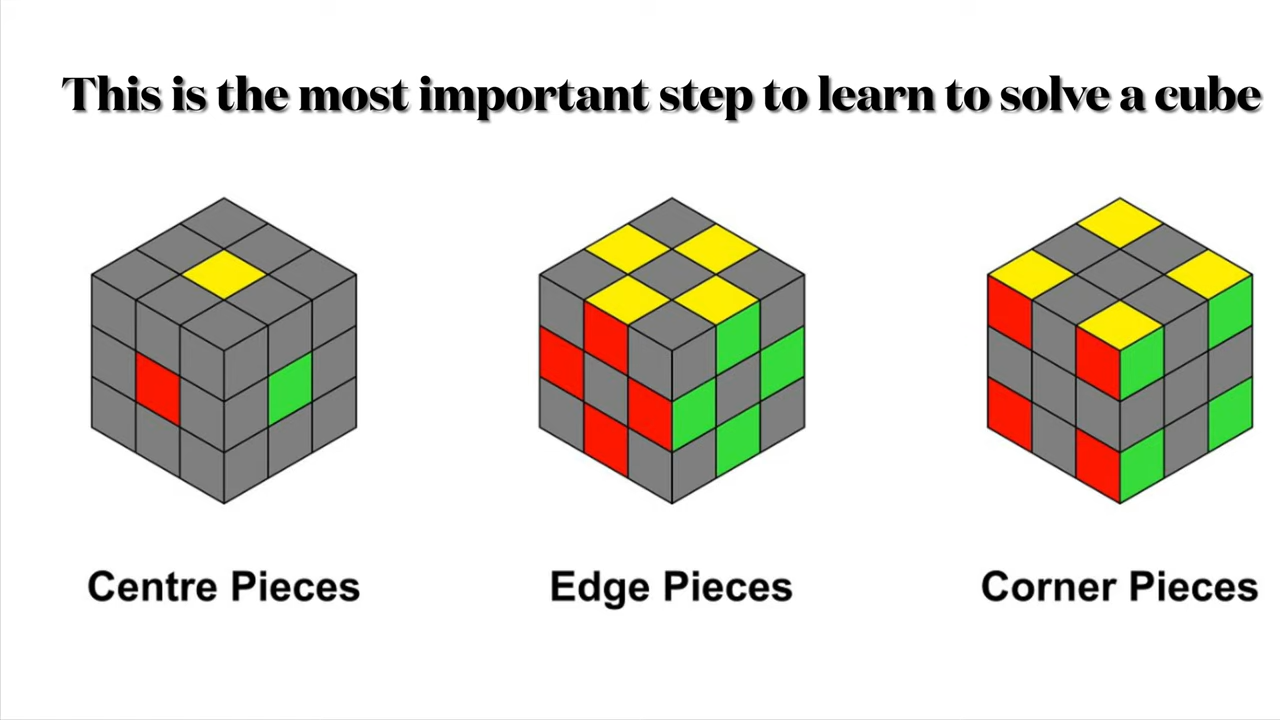 This is the most important step to learn to solve a cube
Centre Pieces
Edge Pieces
Corner Pieces